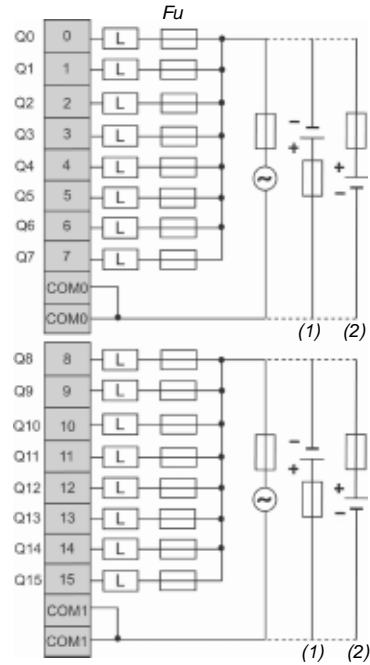 Fu
Q0 0 L
Q1 1 L
Q2 2 L
Q3 3 L
Q4 4 L
Q5 5 L
Q6 6 L
Q7 7 L
COM0
COM0
− + + −
(1) (2)
Q8 8 L
Q9 9 L
Q10 10 L
Q11 11 L
Q12 12 L
Q13 13 L
Q14 14 L
Q15 15 L
COM1
COM1
− + + −
(1) (2)